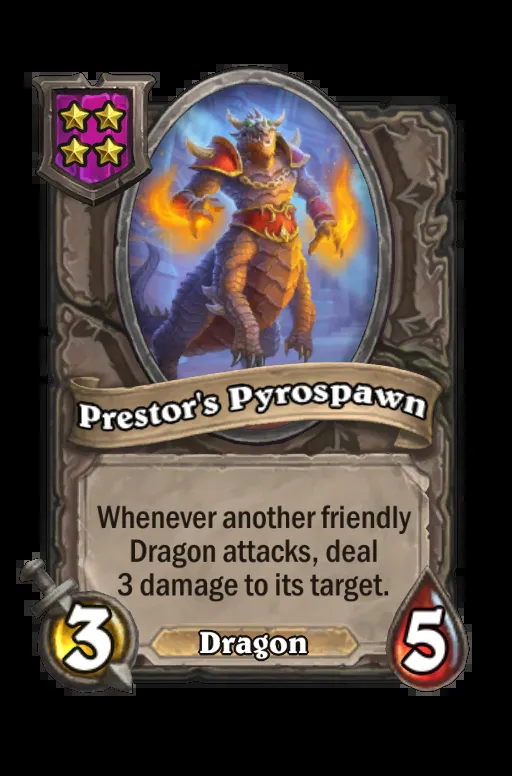 Prestor's Pyrospawn
Whenever another friendly
Dragon attacks, deal
3 damage to its target.
3
Dragon
5